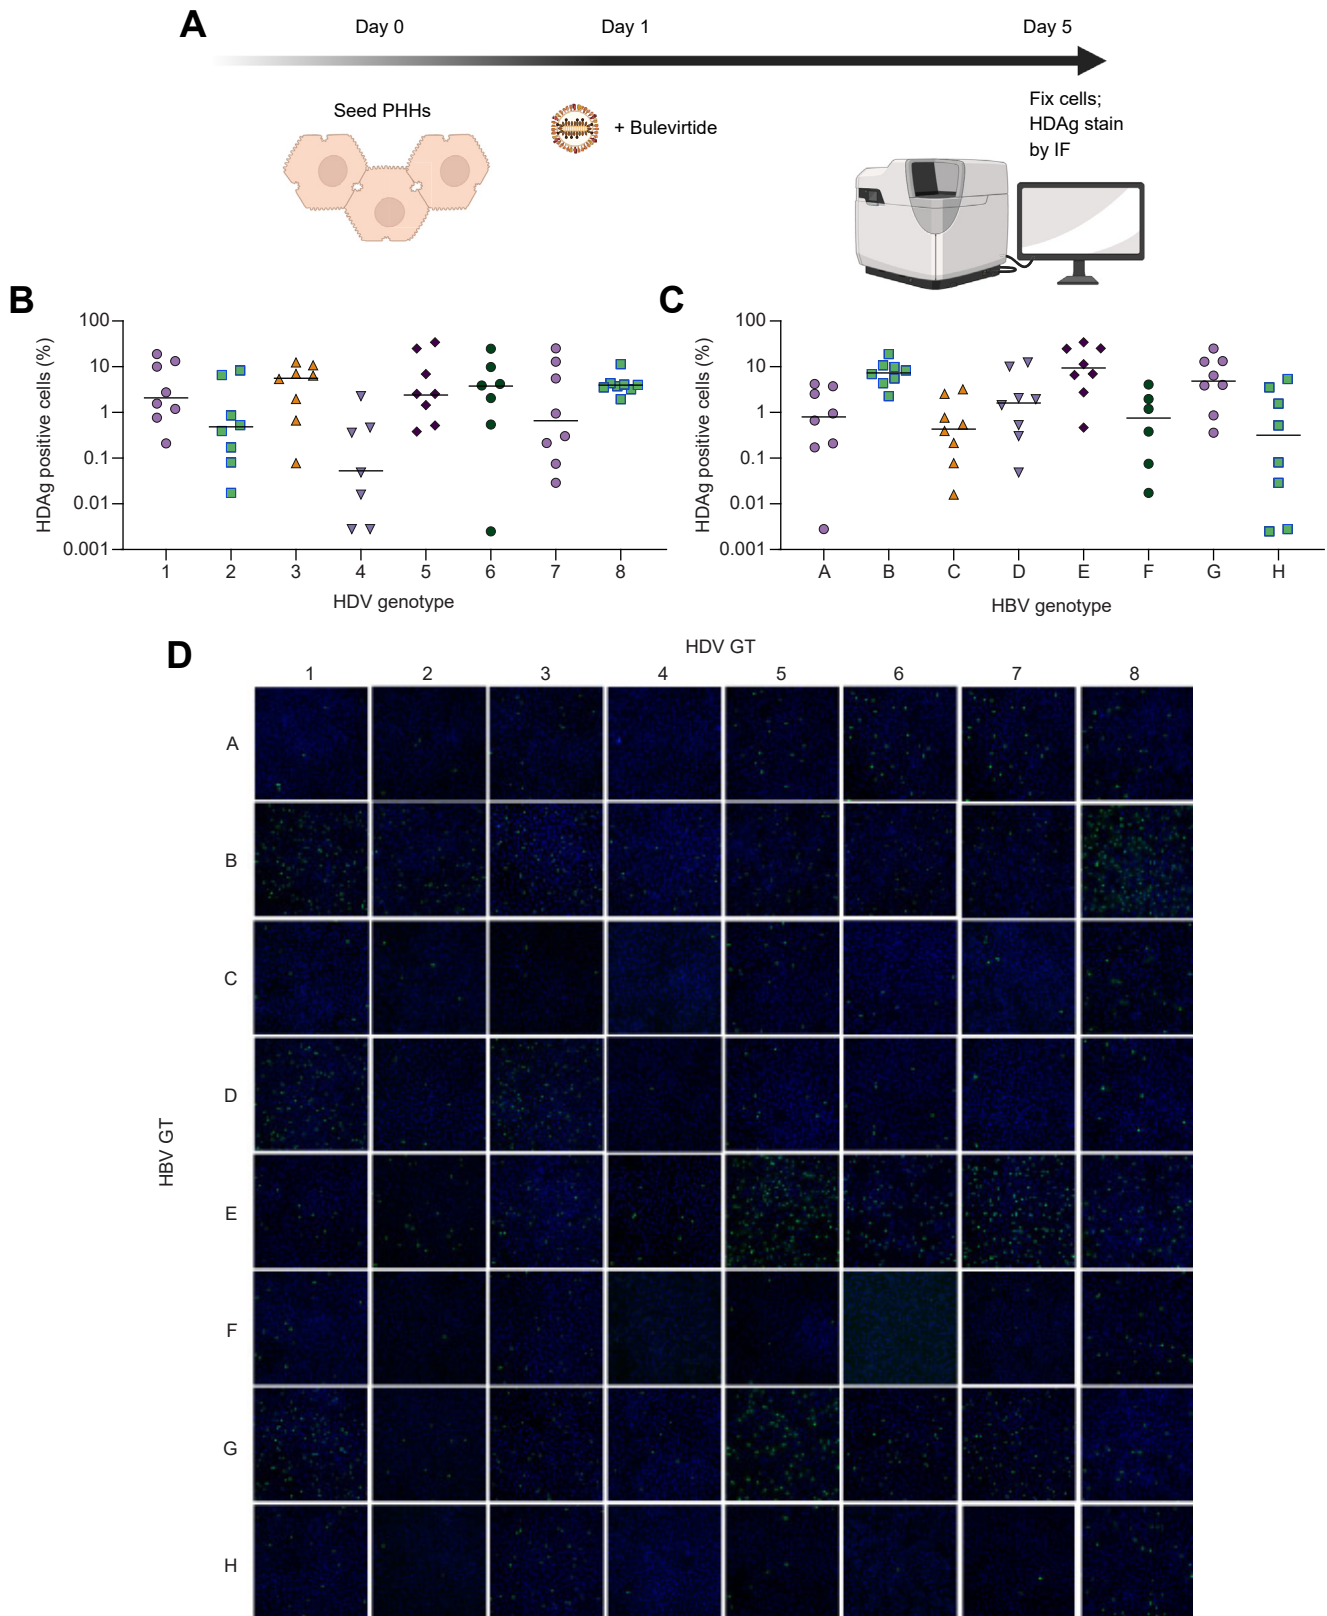 A
Day 0
Day 1
Day 5
Seed PHHs
+ Bulevirtide
Fix cells;
HDAg stain
by IF
B
HDAg positive cells (%)
100
10
1
0.1
0.01
0.001
1 2 3 4 5 6 7 8
HDV genotype
C
HDAg positive cells (%)
100
10
1
0.1
0.01
0.001
A B C D E F G H
HBV genotype
D
HDV GT
1 2 3 4 5 6 7 8
HBV GT
A
B
C
D
E
F
G
H